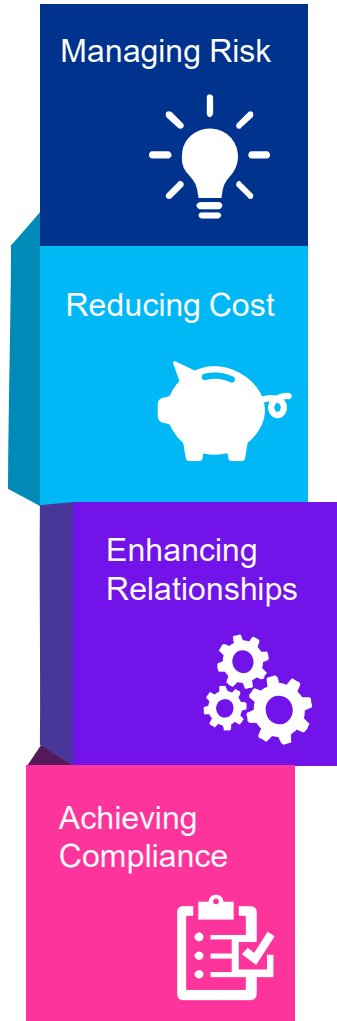 Managing Risk
Reducing Cost
Enhancing
Relationships
Achieving
Compliance